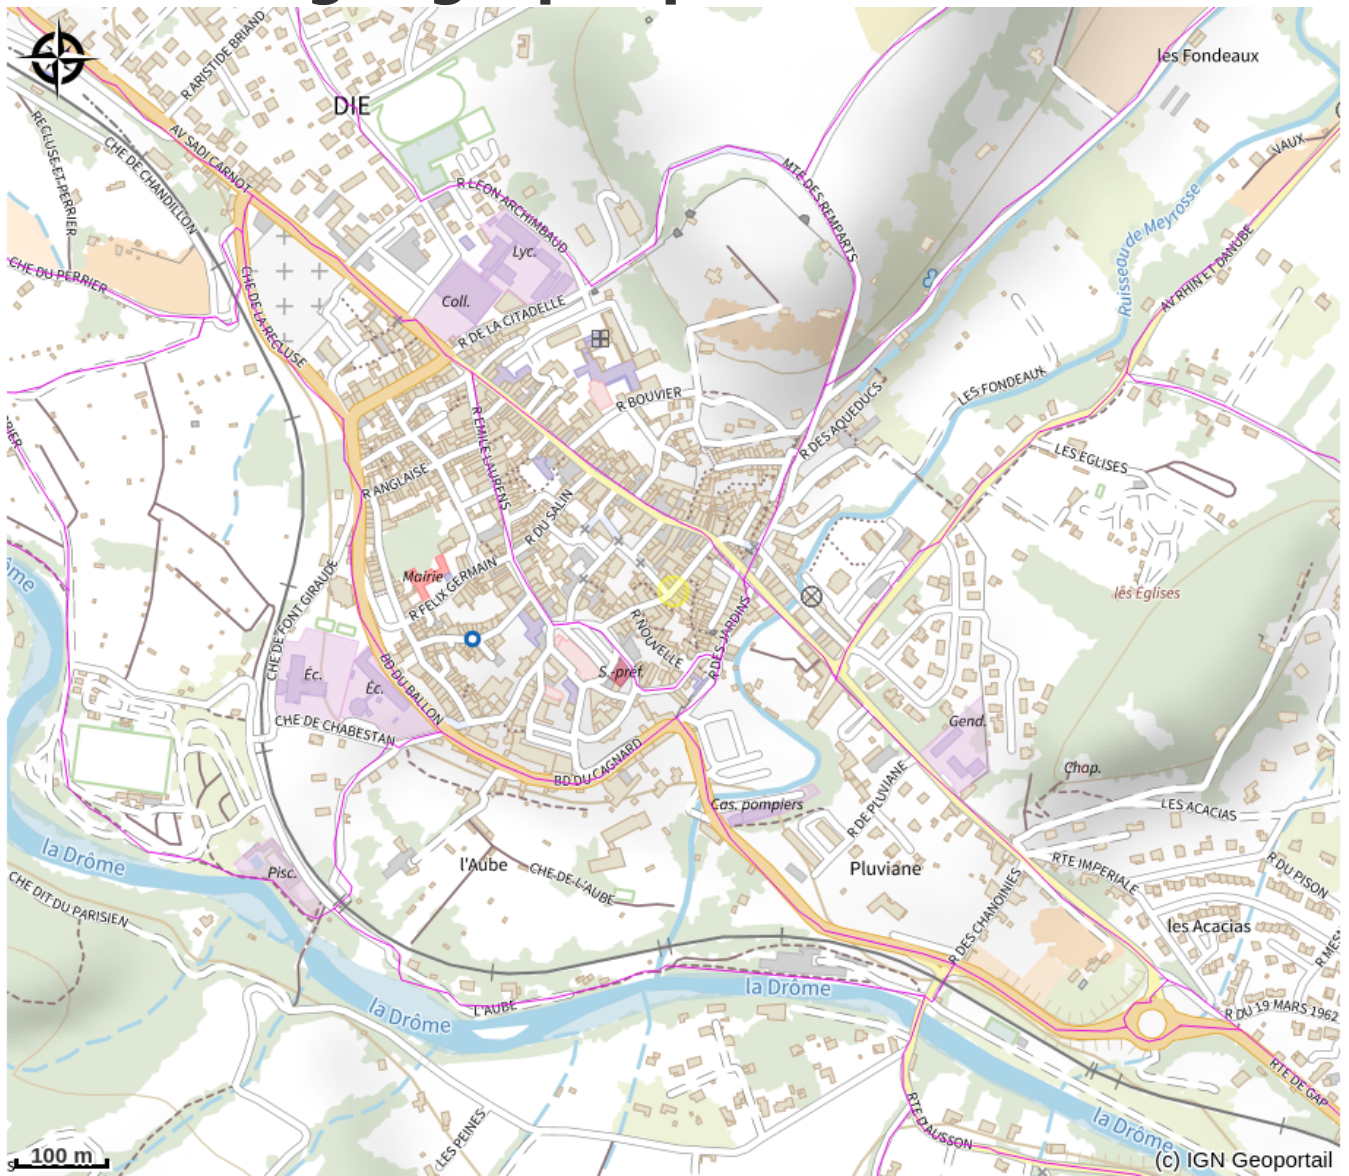 les Fondeaux
R ARISTIDE BRIAND
DIE
AV SADI CARNOT
RECLUSE ET PERRIER
CHE DE CHANDILLON
VAUX
MTE DES REMPARTS
R LEON ARCHIMBAUD
Ruisseau de Meyrosse
AV RHIN ET DANUBE
Lyc.
CHE DU PERRIER
Coll.
CHE DE LA RECLUSE
R DE LA CITADELLE
LES FONDEAUX
R BOUVIER
R DES AQUEDUCS
R EMILE LAURENS
LES EGLISES
R ANGLAISE
R DU SALIN
ôme
Mairie
R FELIX GERMAIN
CHE DE FONT GIRAUDE
les Eglises
R NOUVELLE
R DES JARDINS
Éc.
Éc.
S.-préf.
BD DU BALLON
CHE DE CHABESTAN
Gend.
BD DU CAGNARD
Chap.
Cas. pompiers
R DE PLUVIANE
LES ACACIAS
la Drôme
l'Aube
CHE DE L'AUBE
Pluviane
RTE IMPERIALE
R DU PISON
Pisc.
CHE DIT DU PARISIEN
R DES CHANOINES
les Acacias
R MESN
la Drôme
L'AUBE
la Drôme
R DU 19 MARS 1962
RTE DE GAP
LES PEINES
RTE D'AUSSON
la Drôme
100 m
(c) IGN Geoportail